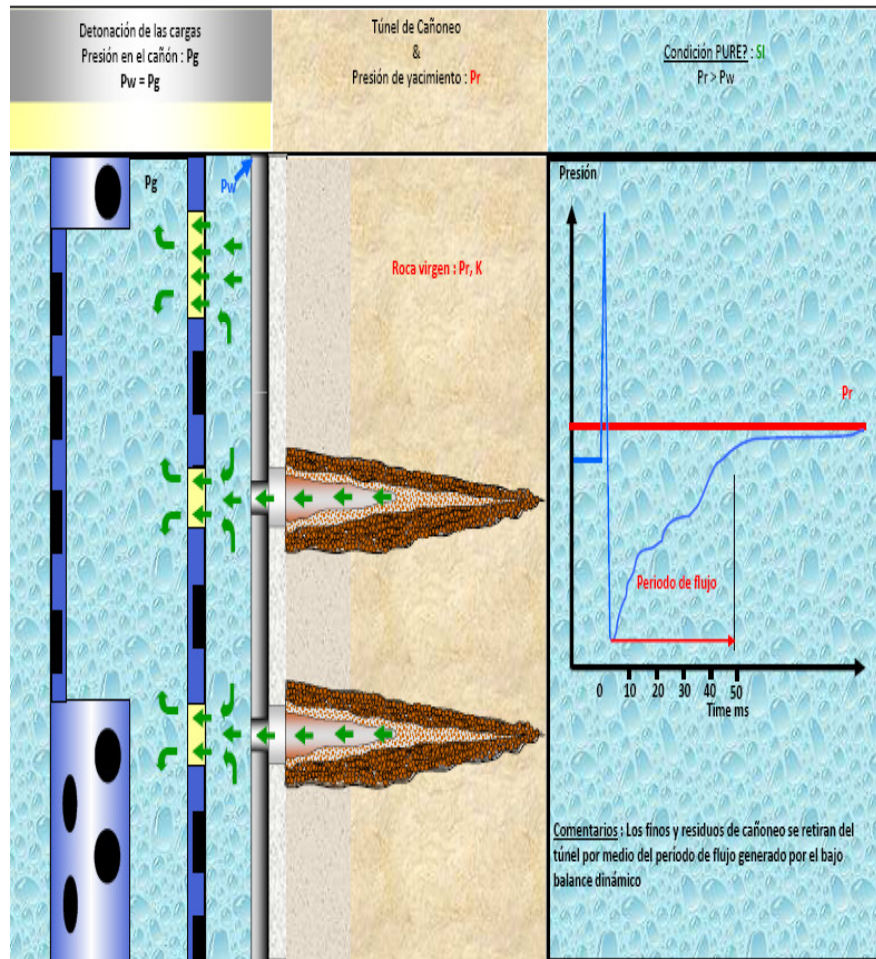 Detonación de las cargas
Presión en el cañón : Pg
Pw = Pg
Túnel de Cañoneo
&
Presión de yacimiento : Pr
Condición PURE? : SI
Pr > Pw
Pg
Pw
Roca virgen : Pr, K
Presión
Pr
Periodo de flujo
0 10 20 30 40 50
Time ms
Comentarios : Los finos y residuos de cañoneo se retiran del
túnel por medio del período de flujo generado por el bajo
balance dinámico